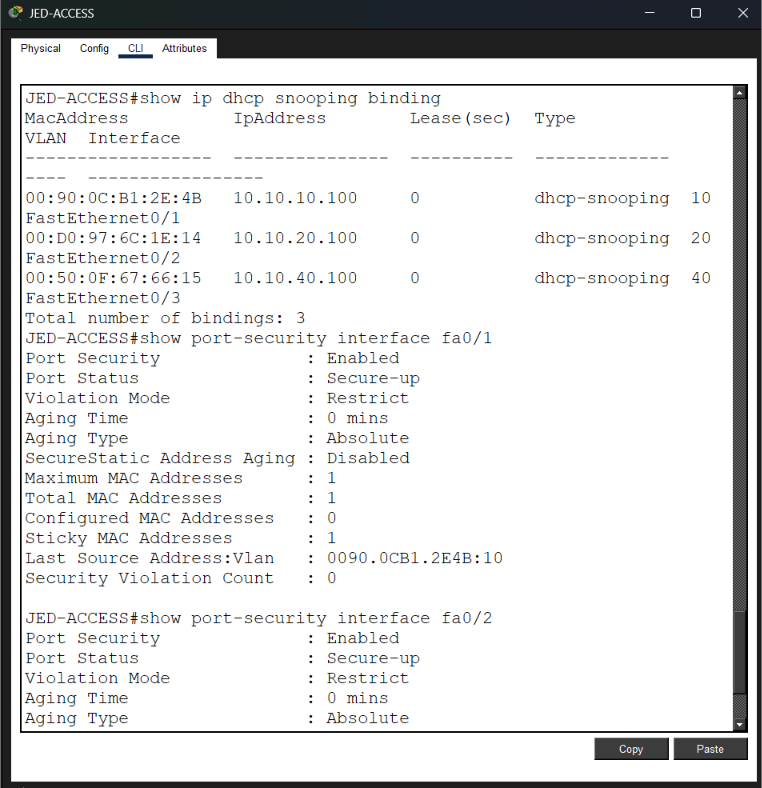 JED-ACCESS
Physical Config CLI Attributes
JED-ACCESS#show ip dhcp snooping binding
MacAddress IpAddress Lease(sec) Type
VLAN Interface
------------------ --------------- ---------- -------------
---- -----------------
00:90:0C:B1:2E:4B 10.10.10.100 0 dhcp-snooping 10
FastEthernet0/1
00:D0:97:6C:1E:14 10.10.20.100 0 dhcp-snooping 20
FastEthernet0/2
00:50:0F:67:66:15 10.10.40.100 0 dhcp-snooping 40
FastEthernet0/3
Total number of bindings: 3
JED-ACCESS#show port-security interface fa0/1
Port Security : Enabled
Port Status : Secure-up
Violation Mode : Restrict
Aging Time : 0 mins
Aging Type : Absolute
SecureStatic Address Aging : Disabled
Maximum MAC Addresses : 1
Total MAC Addresses : 1
Configured MAC Addresses : 0
Sticky MAC Addresses : 1
Last Source Address:Vlan : 0090.0CB1.2E4B:10
Security Violation Count : 0
JED-ACCESS#show port-security interface fa0/2
Port Security : Enabled
Port Status : Secure-up
Violation Mode : Restrict
Aging Time : 0 mins
Aging Type : Absolute
Copy Paste